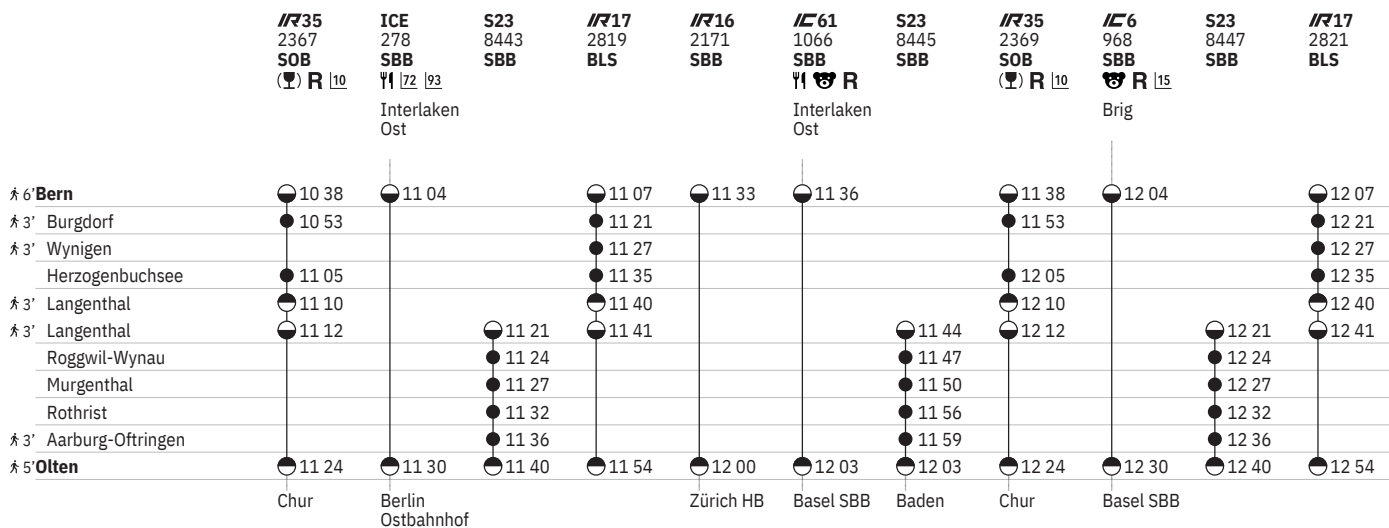 IR35 ICE S23 IR17 IR16 IC61 S23 IR35 IC6 S23 IR17
2367 278 8443 2819 2171 1066 8445 2369 968 8447 2821
SOB SBB SBB BLS SBB SBB SBB SOB SBB SBB BLS
R 10 72 93 R R 10 R 15
Interlaken Interlaken Brig
Ost Ost
6' Bern 10 38 11 04 11 07 11 33 11 36 11 38 12 04 12 07
3' Burgdorf 10 53 11 21 11 53 12 21
3' Wynigen 11 27 12 27
Herzogenbuchsee 11 05 11 35 12 05 12 35
3' Langenthal 11 10 11 40 12 10 12 40
3' Langenthal 11 12 11 21 11 41 11 44 12 12 12 21 12 41
Roggwil-Wynau 11 24 11 47 12 24
Murgenthal 11 27 11 50 12 27
Rothrist 11 32 11 56 12 32
3' Aarburg-Oftringen 11 36 11 59 12 36
5' Olten 11 24 11 30 11 40 11 54 12 00 12 03 12 03 12 24 12 30 12 40 12 54
Chur Berlin Zürich HB Basel SBB Baden Chur Basel SBB
Ostbahnhof